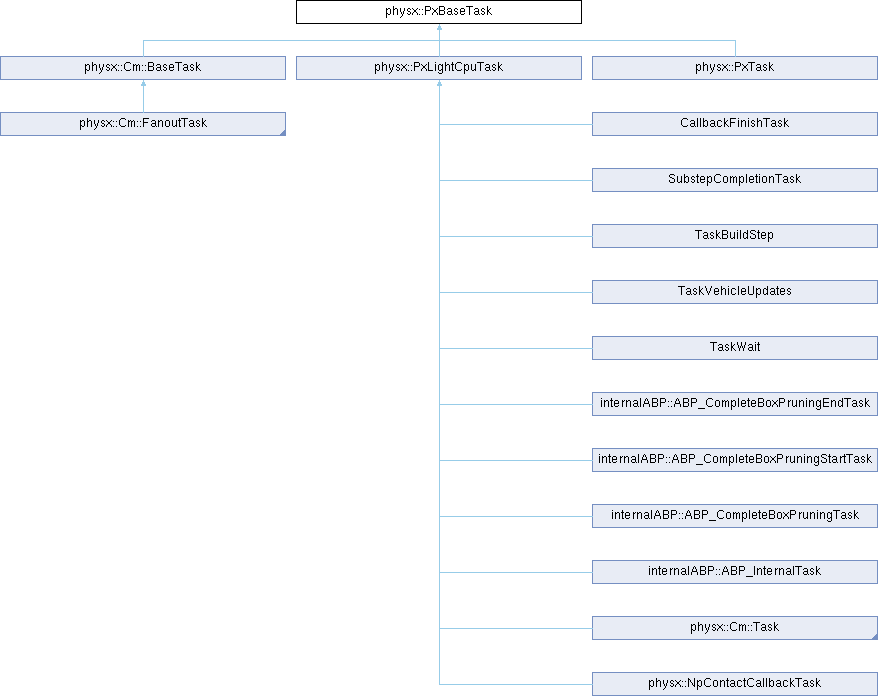 physx::PxBaseTask
physx::Cm::BaseTask
physx::PxLightCpuTask
physx::PxTask
physx::Cm::FanoutTask
CallbackFinishTask
SubstepCompletionTask
TaskBuildStep
TaskVehicleUpdates
TaskWait
internalABP::ABP_CompleteBoxPruningEndTask
internalABP::ABP_CompleteBoxPruningStartTask
internalABP::ABP_CompleteBoxPruningTask
internalABP::ABP_InternalTask
physx::Cm::Task
physx::NpContactCallbackTask